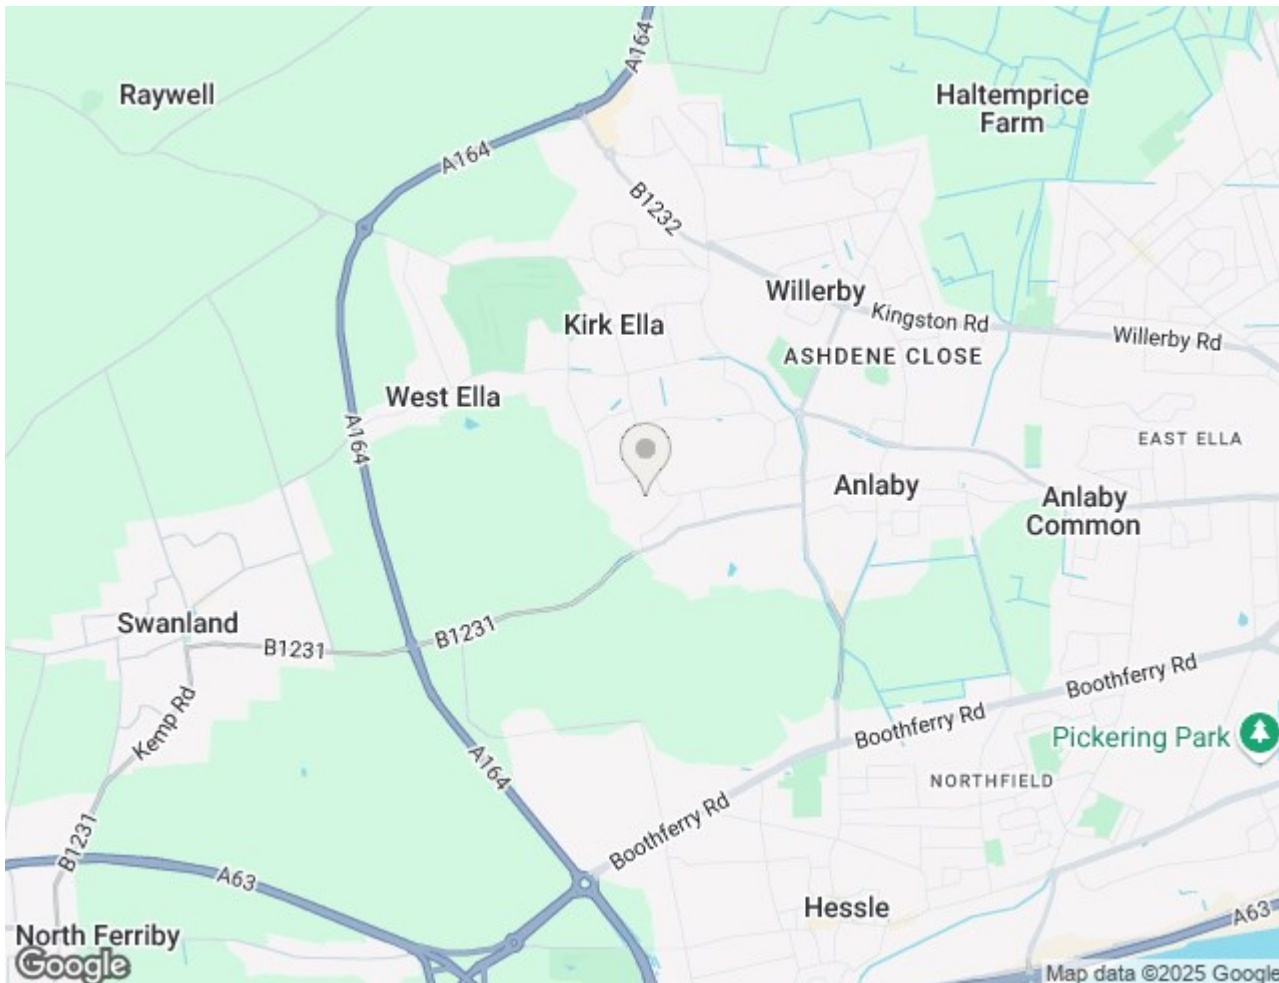 A164
Raywell
Haltemprice
Farm
A164
B1232
Willerby
Kingston Rd
Willerby Rd
Kirk Ella
ASHDENE CLOSE
West Ella
A164
EAST ELLA
Anlaby
Anlaby
Common
Swanland
B1231
B1231
Boothferry Rd
Kemp Rd
Boothferry Rd
Pickering Park
A164
NORTHFIELD
Boothferry Rd
B1231
A63
Hessle
A63
North Ferriby
Google
Map data ©2025 Google